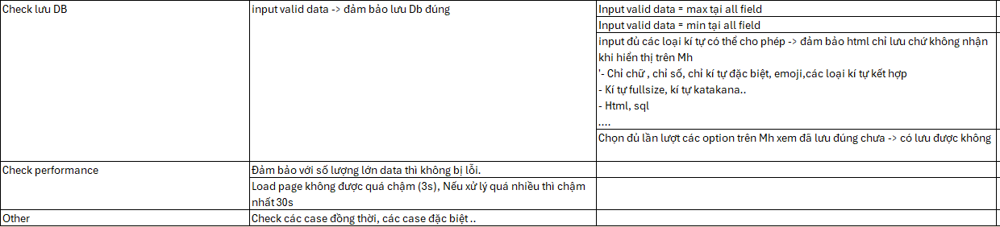 Check lưu DB
input valid data -> đảm bảo lưu Db đúng
Input valid data = max tại all field
Input valid data = min tại all field
input đủ các loại kí tự có thể cho phép -> đảm bảo html chỉ lưu chứ không nhận
khi hiển thị trên Mh
'- Chỉ chữ , chỉ số, chỉ kí tự đặc biệt, emoji,các loại kí tự kết hợp
- Kí tự fullsize, kí tự katakana..
- Html, sql
....
Chọn đủ lần lượt các option trên Mh xem đã lưu đúng chưa -> có lưu được không
Check performance
Đảm bảo với số lượng lớn data thì không bị lỗi.
Load page không được quá chậm (3s), Nếu xử lý quá nhiều thì chậm
nhất 30s
Other
Check các case đồng thời, các case đặc biệt ..